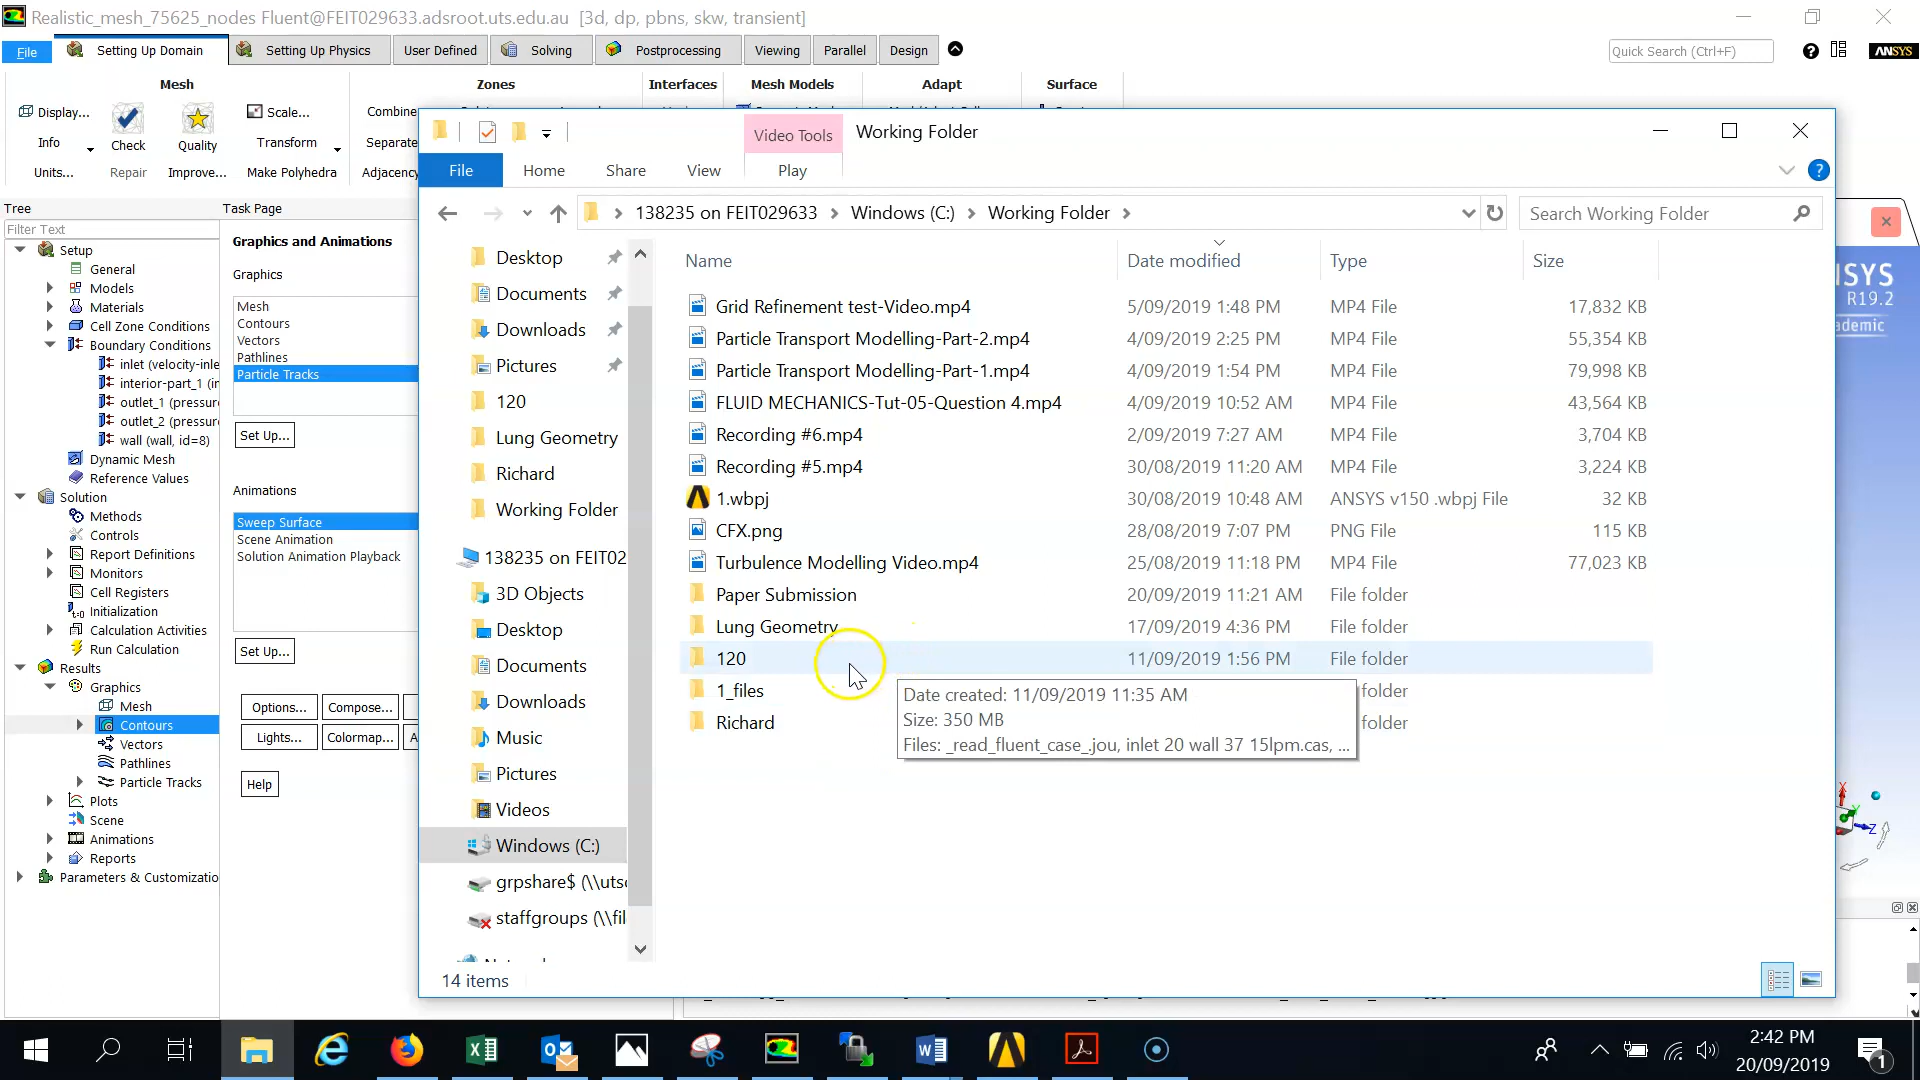 Realistic_mesh_75625_nodes Fluent@FEIT029633.adsroot.uts.edu.au [3d, dp, pbns, skw, transient]
File
Setting Up Domain
Setting Up Physics
User Defined
Solving
Postprocessing
Viewing
Parallel
Design
Quick Search (Ctrl+F)
ANSYS
Mesh
Zones
Interfaces
Mesh Models
Adapt
Surface
Display...
Info
Units...
Check
Repair
Quality
Improve...
Scale...
Transform
Make Polyhedra
Combine
Separate
Adjacency
Tree
Filter Text
Setup
General
Models
Materials
Cell Zone Conditions
Boundary Conditions
inlet (velocity-inle
interior-part_1 (in
outlet_1 (pressure
outlet_2 (pressure
wall (wall, id=8)
Dynamic Mesh
Reference Values
Solution
Methods
Controls
Report Definitions
Monitors
Cell Registers
Initialization
Calculation Activities
Run Calculation
Results
Graphics
Mesh
Contours
Vectors
Pathlines
Particle Tracks
Plots
Scene
Animations
Reports
Parameters & Customizatio
Task Page
Graphics and Animations
Graphics
Mesh
Contours
Vectors
Pathlines
Particle Tracks
Set Up...
Animations
Sweep Surface
Scene Animation
Solution Animation Playback
Set Up...
Options...
Compose...
Lights...
Colormap...
A
Help
Video Tools
Working Folder
File
Home
Share
View
Play
138235 on FEIT029633
Windows (C:)
Working Folder
Search Working Folder
Desktop
Documents
Downloads
Pictures
120
Lung Geometry
Richard
Working Folder
138235 on FEIT02
3D Objects
Desktop
Documents
Downloads
Music
Pictures
Videos
Windows (C:)
grpshare$ (\\utsc
staffgroups (\\fil
Name Date modified Type Size
Grid Refinement test-Video.mp4 5/09/2019 1:48 PM MP4 File 17,832 KB
Particle Transport Modelling-Part-2.mp4 4/09/2019 2:25 PM MP4 File 55,354 KB
Particle Transport Modelling-Part-1.mp4 4/09/2019 1:54 PM MP4 File 79,998 KB
FLUID MECHANICS-Tut-05-Question 4.mp4 4/09/2019 10:52 AM MP4 File 43,564 KB
Recording #6.mp4 2/09/2019 7:27 AM MP4 File 3,704 KB
Recording #5.mp4 30/08/2019 11:20 AM MP4 File 3,224 KB
1.wbpj 30/08/2019 10:48 AM ANSYS v150 .wbpj File 32 KB
CFX.png 28/08/2019 7:07 PM PNG File 115 KB
Turbulence Modelling Video.mp4 25/08/2019 11:18 PM MP4 File 77,023 KB
Paper Submission 20/09/2019 11:21 AM File folder
Lung Geometry 17/09/2019 4:36 PM File folder
120 11/09/2019 1:56 PM File folder
1_files folder
Richard folder
Date created: 11/09/2019 11:35 AM
Size: 350 MB
Files: _read_fluent_case_.jou, inlet 20 wall 37 15lpm.cas, ...
14 items
NSYS
R19.2
ademic
Z
2:42 PM
20/09/2019
1